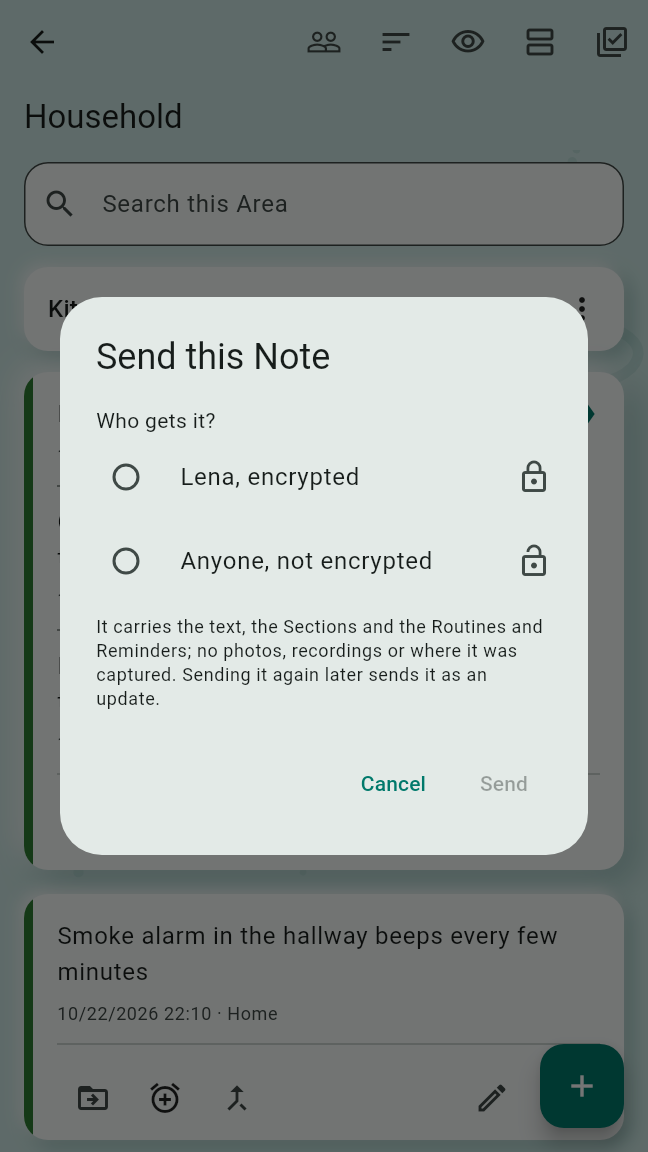 Household
Search this Area
Send this Note
Who gets it?
Lena, encrypted
Anyone, not encrypted
It carries the text, the Sections and the Routines and
Reminders; no photos, recordings or where it was
captured. Sending it again later sends it as an
update.
Cancel
Send
Smoke alarm in the hallway beeps every few
minutes
10/22/2026 22:10 · Home